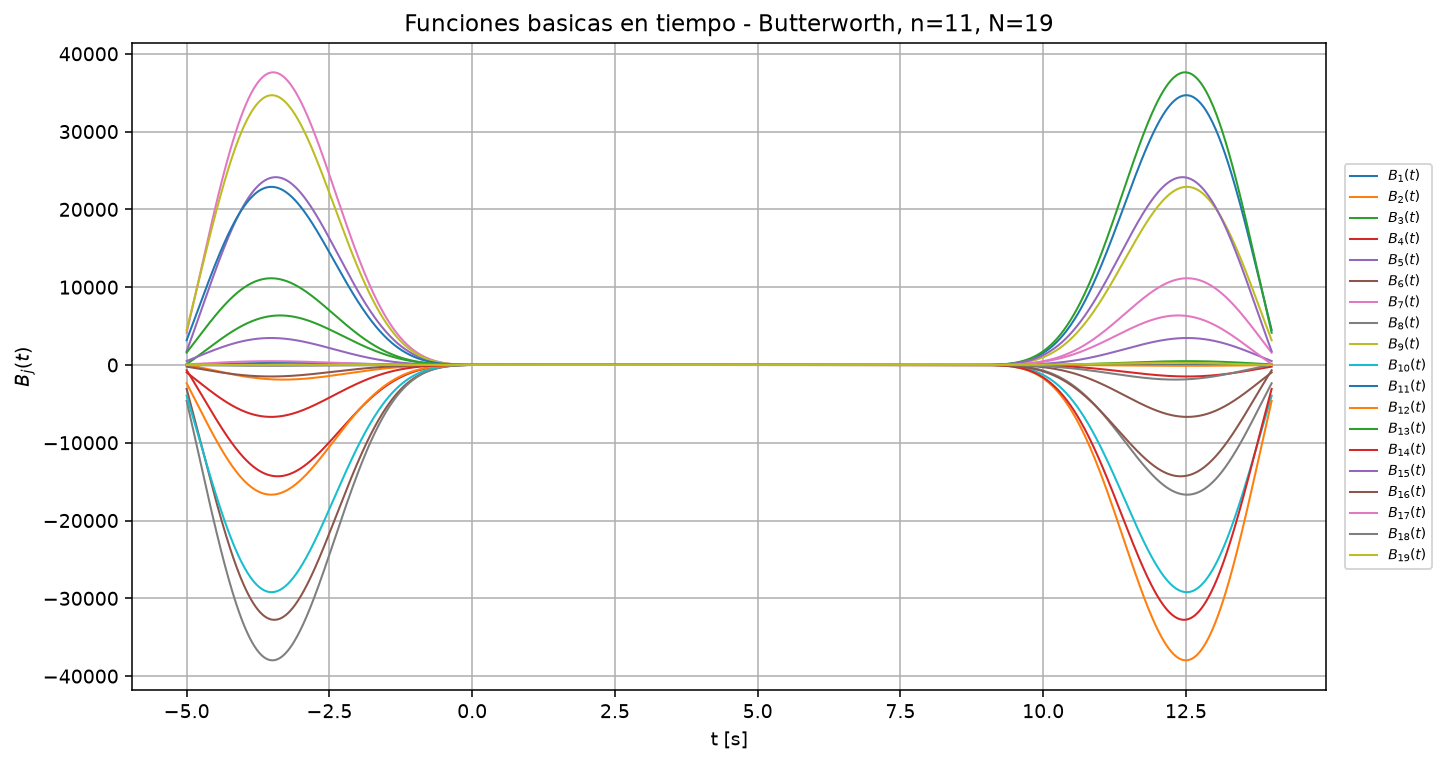 Funciones basicas en tiempo - Butterworth, n=11, N=19
40000
30000
20000
10000
0
−10000
−20000
−30000
−40000
B_j(t)
−5.0 −2.5 0.0 2.5 5.0 7.5 10.0 12.5
t [s]
B_1(t)
B_2(t)
B_3(t)
B_4(t)
B_5(t)
B_6(t)
B_7(t)
B_8(t)
B_9(t)
B_10(t)
B_11(t)
B_12(t)
B_13(t)
B_14(t)
B_15(t)
B_16(t)
B_17(t)
B_18(t)
B_19(t)